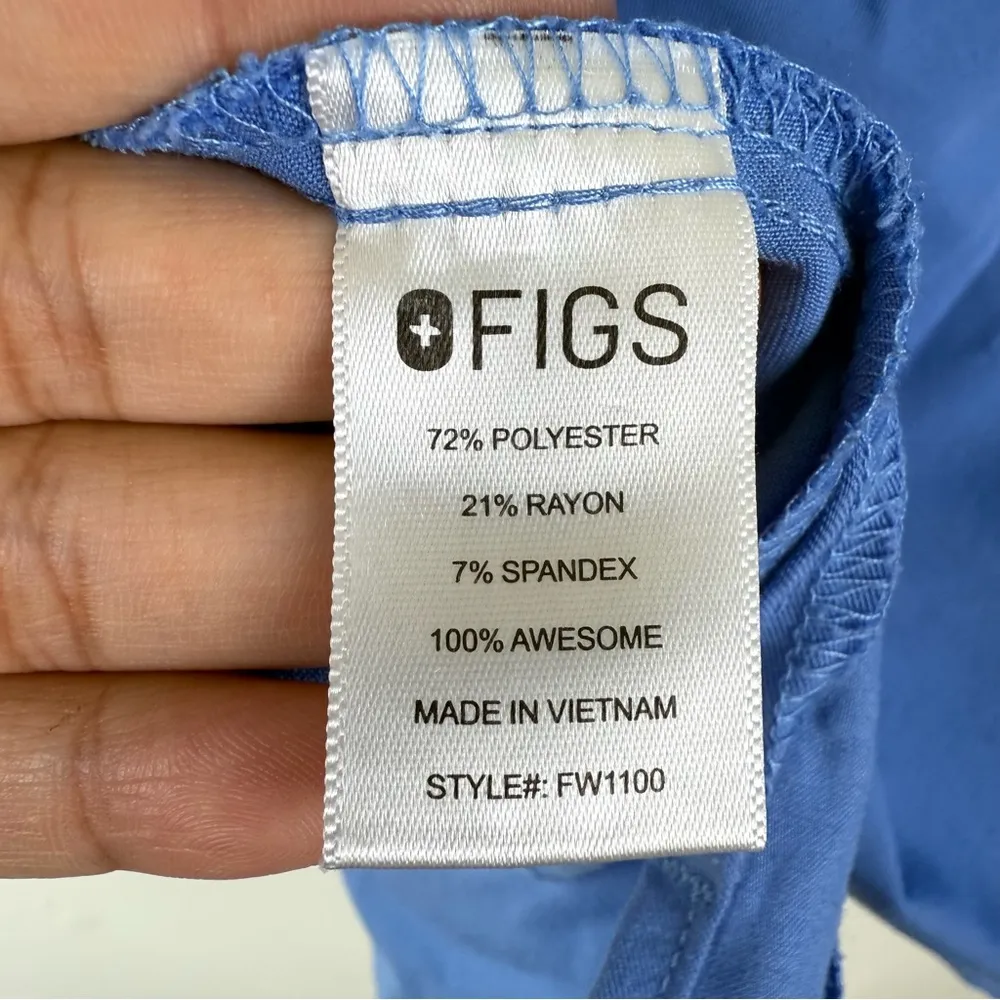 FIGS
72% POLYESTER
21% RAYON
7% SPANDEX
100% AWESOME
MADE IN VIETNAM
STYLE#: FW1100